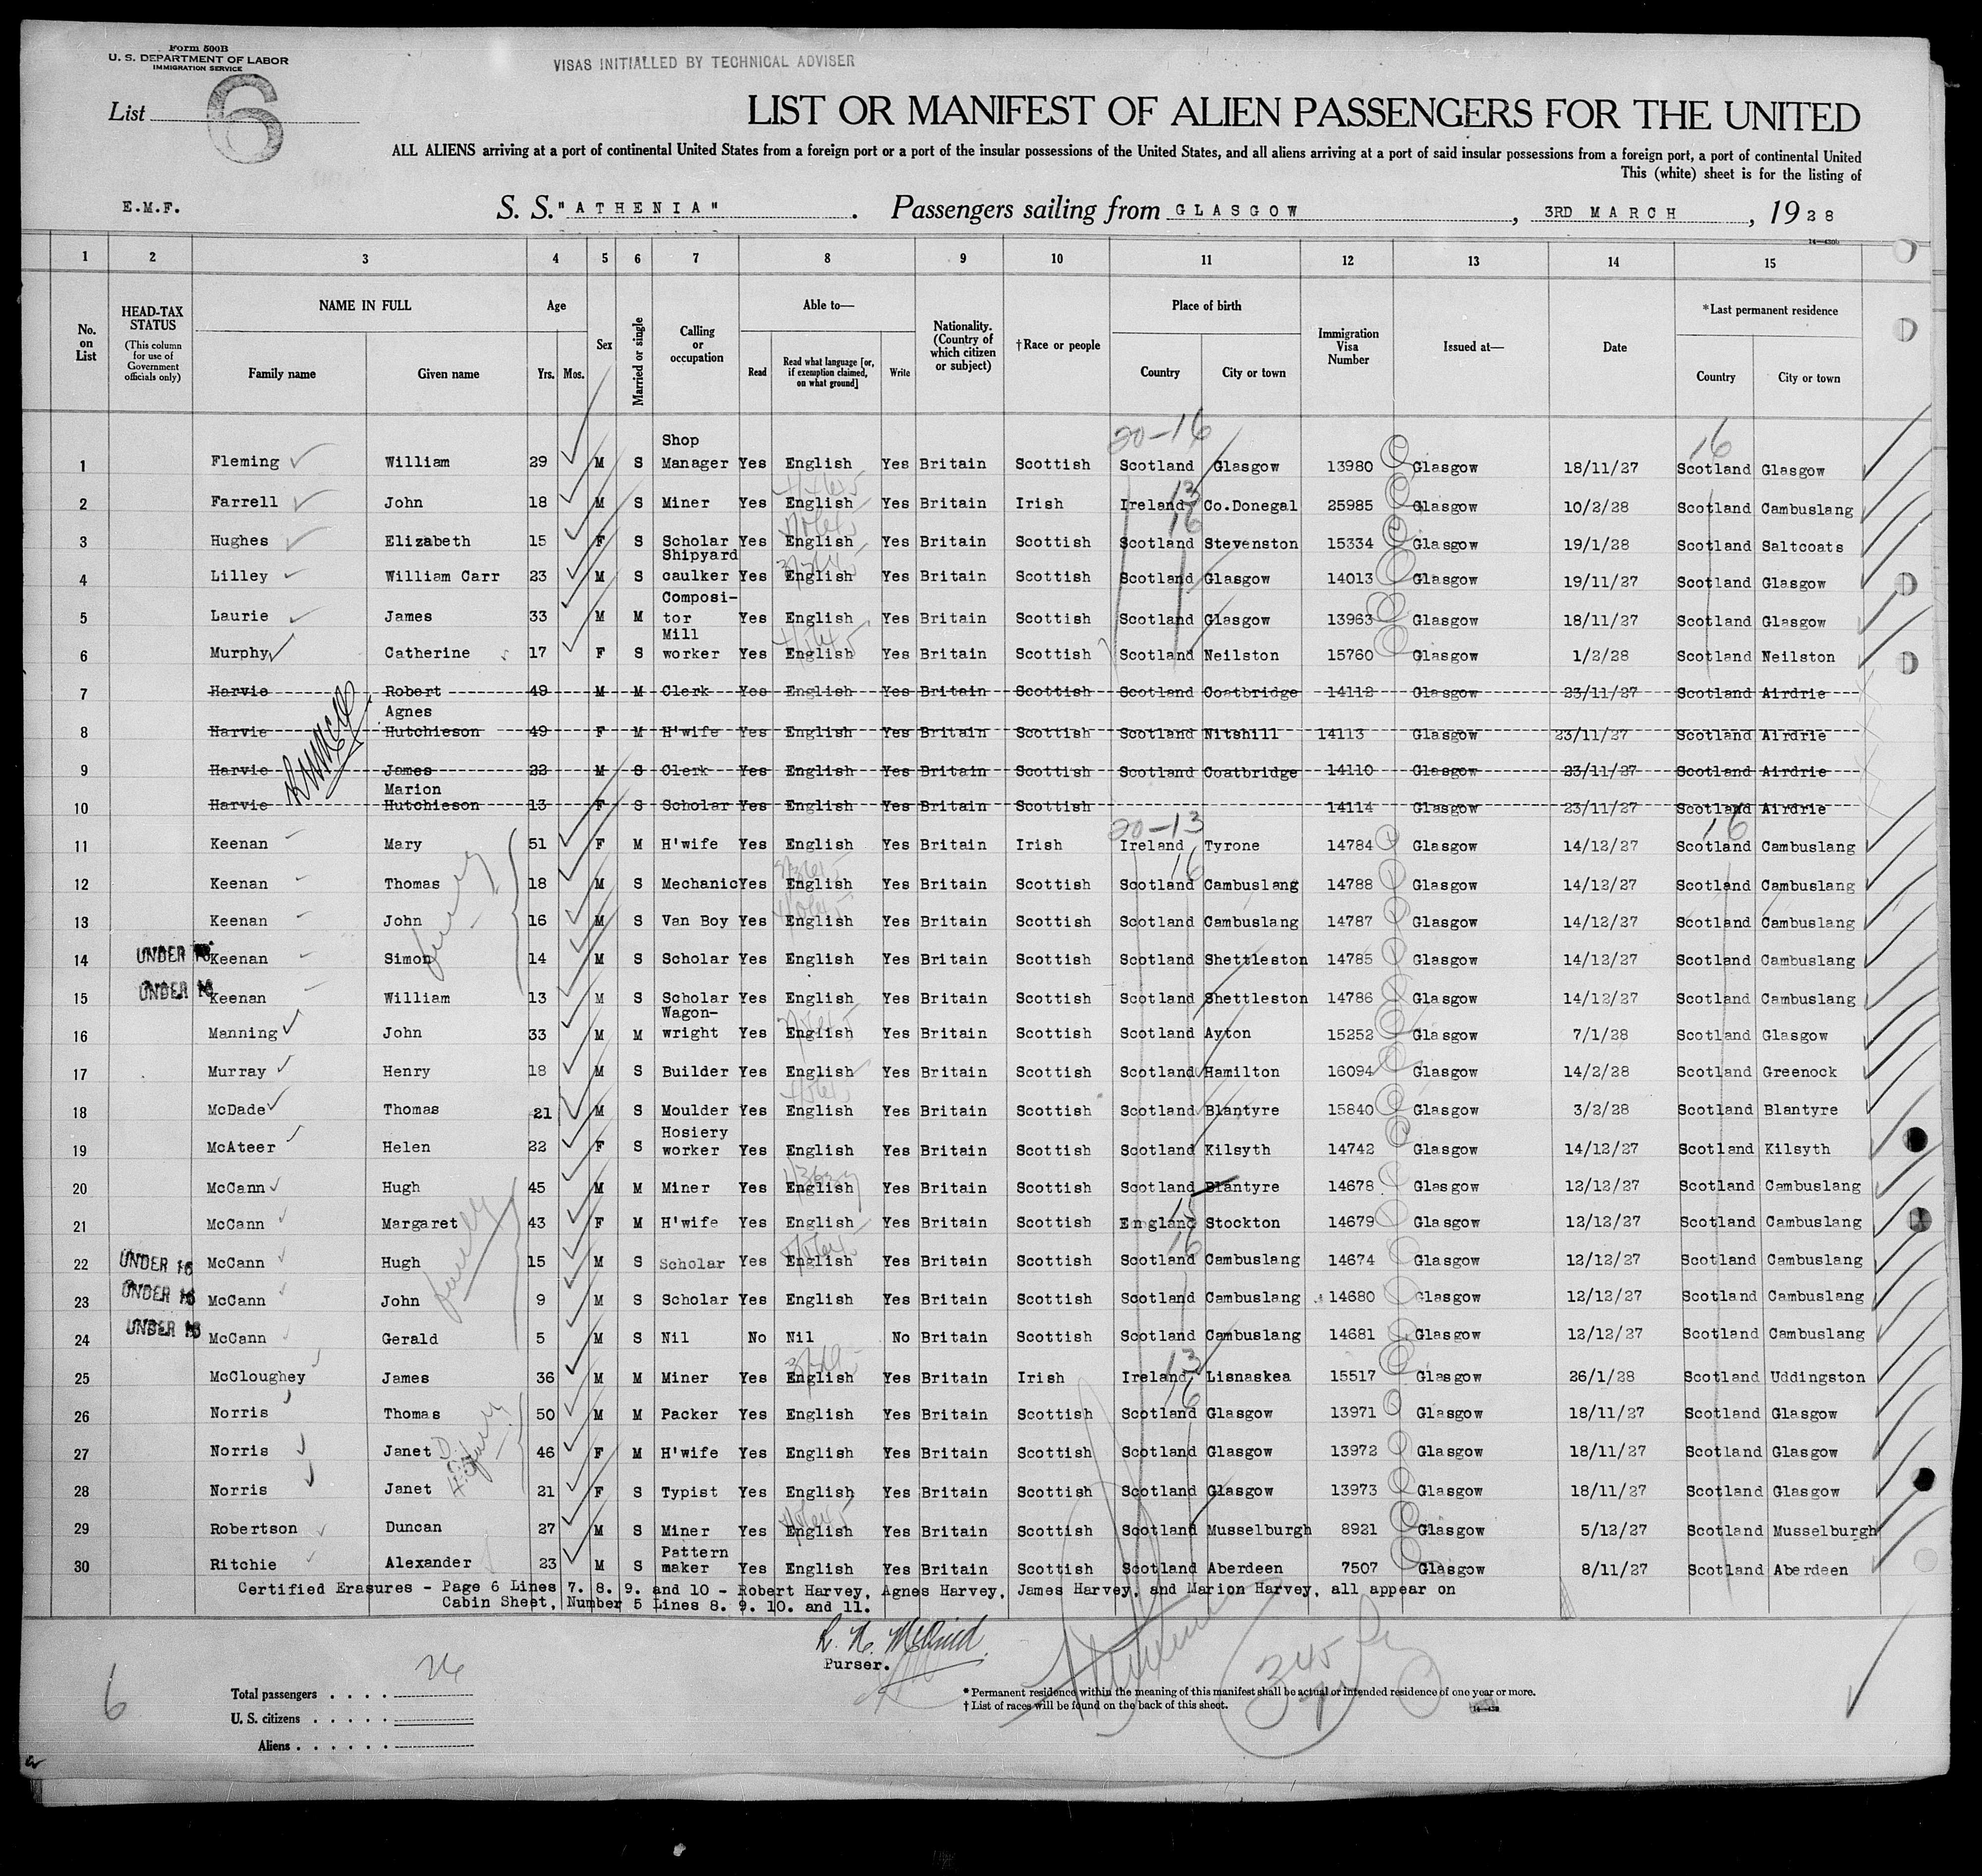 Form 500B
U. S. DEPARTMENT OF LABOR
IMMIGRATION SERVICE
VISAS INITIALLED BY TECHNICAL ADVISER
List 6
LIST OR MANIFEST OF ALIEN PASSENGERS FOR THE UNITED
ALL ALIENS arriving at a port of continental United States from a foreign port or a port of the insular possessions of the United States, and all aliens arriving at a port of said insular possessions from a foreign port, a port of continental United
This (white) sheet is for the listing of
E.M.F. S. S. "ATHENIA" . Passengers sailing from GLASGOW , 3RD MARCH , 1928
1 2 3 4 5 6 7 8 9 10 11 12 13 14 15
No. on List
HEAD-TAX STATUS
(This column for use of Government officials only)
NAME IN FULL
Family name Given name
Age
Yrs. Mos.
Sex
Married or single
Calling or occupation
Able to—
Read
Read what language [or, if exemption claimed, on what ground]
Write
Nationality. (Country of which citizen or subject)
†Race or people
Place of birth
Country City or town
Immigration Visa Number
Issued at—
Date
*Last permanent residence
Country City or town
20-16 16
1 Fleming William 29 M S Shop Manager Yes English Yes Britain Scottish Scotland Glasgow 13980 Glasgow 18/11/27 Scotland Glasgow
2 Farrell John 18 M S Miner Yes English Yes Britain Irish Ireland Co.Donegal 25985 Glasgow 10/2/28 Scotland Cambuslang
3 Hughes Elizabeth 15 F S Scholar Yes English Yes Britain Scottish Scotland Stevenston 15334 Glasgow 19/1/28 Scotland Saltcoats
4 Lilley William Carr 23 M S Shipyard caulker Yes English Yes Britain Scottish Scotland Glasgow 14013 Glasgow 19/11/27 Scotland Glasgow
5 Laurie James 33 M M Compositor Yes English Yes Britain Scottish Scotland Glasgow 13963 Glasgow 18/11/27 Scotland Glasgow
6 Murphy Catherine 17 F S Mill worker Yes English Yes Britain Scottish Scotland Neilston 15760 Glasgow 1/2/28 Scotland Neilston
7 Harvie Robert 49 M M Clerk Yes English Yes Britain Scottish Scotland Coatbridge 14112 Glasgow 23/11/27 Scotland Airdrie
8 Harvie Agnes Hutchieson 49 F M H'wife Yes English Yes Britain Scottish Scotland Nitshill 14113 Glasgow 23/11/27 Scotland Airdrie
9 Harvie James 22 M S Clerk Yes English Yes Britain Scottish Scotland Coatbridge 14110 Glasgow 23/11/27 Scotland Airdrie
10 Harvie Marion Hutchieson 13 F S Scholar Yes English Yes Britain Scottish 14114 Glasgow 23/11/27 Scotland Airdrie
20-13 16
11 Keenan Mary 51 F M H'wife Yes English Yes Britain Irish Ireland Tyrone 14784 Glasgow 14/12/27 Scotland Cambuslang
12 Keenan Thomas 18 M S Mechanic Yes English Yes Britain Scottish Scotland Cambuslang 14788 Glasgow 14/12/27 Scotland Cambuslang
13 Keenan John 16 M S Van Boy Yes English Yes Britain Scottish Scotland Cambuslang 14787 Glasgow 14/12/27 Scotland Cambuslang
14 UNDER 16 Keenan Simon 14 M S Scholar Yes English Yes Britain Scottish Scotland Shettleston 14785 Glasgow 14/12/27 Scotland Cambuslang
15 UNDER 16 Keenan William 13 M S Scholar Yes English Yes Britain Scottish Scotland Shettleston 14786 Glasgow 14/12/27 Scotland Cambuslang
16 Manning John 33 M M Wagon-wright Yes English Yes Britain Scottish Scotland Ayton 15252 Glasgow 7/1/28 Scotland Glasgow
17 Murray Henry 18 M S Builder Yes English Yes Britain Scottish Scotland Hamilton 16094 Glasgow 14/2/28 Scotland Greenock
18 McDade Thomas 21 M S Moulder Yes English Yes Britain Scottish Scotland Blantyre 15840 Glasgow 3/2/28 Scotland Blantyre
19 McAteer Helen 22 F S Hosiery worker Yes English Yes Britain Scottish Scotland Kilsyth 14742 Glasgow 14/12/27 Scotland Kilsyth
20 McCann Hugh 45 M M Miner Yes English Yes Britain Scottish Scotland Blantyre 14678 Glasgow 12/12/27 Scotland Cambuslang
21 McCann Margaret 43 F M H'wife Yes English Yes Britain Scottish England Stockton 14679 Glasgow 12/12/27 Scotland Cambuslang
22 UNDER 16 McCann Hugh 15 M S Scholar Yes English Yes Britain Scottish Scotland Cambuslang 14674 Glasgow 12/12/27 Scotland Cambuslang
23 UNDER 16 McCann John 9 M S Scholar Yes English Yes Britain Scottish Scotland Cambuslang 14680 Glasgow 12/12/27 Scotland Cambuslang
24 UNDER 16 McCann Gerald 5 M S Nil No Nil No Britain Scottish Scotland Cambuslang 14681 Glasgow 12/12/27 Scotland Cambuslang
25 McCloughey James 36 M M Miner Yes English Yes Britain Irish Ireland Lisnaskea 15517 Glasgow 26/1/28 Scotland Uddingston
26 Norris Thomas 50 M M Packer Yes English Yes Britain Scottish Scotland Glasgow 13971 Glasgow 18/11/27 Scotland Glasgow
27 Norris Janet D. 46 F M H'wife Yes English Yes Britain Scottish Scotland Glasgow 13972 Glasgow 18/11/27 Scotland Glasgow
28 Norris Janet 21 F S Typist Yes English Yes Britain Scottish Scotland Glasgow 13973 Glasgow 18/11/27 Scotland Glasgow
29 Robertson Duncan 27 M S Miner Yes English Yes Britain Scottish Scotland Musselburgh 8921 Glasgow 5/12/27 Scotland Musselburgh
30 Ritchie Alexander 23 M S Pattern maker Yes English Yes Britain Scottish Scotland Aberdeen 7507 Glasgow 8/11/27 Scotland Aberdeen
Certified Erasures - Page 6 Lines 7. 8. 9. and 10 - Robert Harvey, Agnes Harvey, James Harvey, and Marion Harvey, all appear on
Cabin Sheet, Number 5 Lines 8. 9. 10. and 11.
Purser.
6
Total passengers . . . . 26
U. S. citizens . . . . .
Aliens . . . . . .
* Permanent residence within the meaning of this manifest shall be actual or intended residence of one year or more.
† List of races will be found on the back of this sheet.